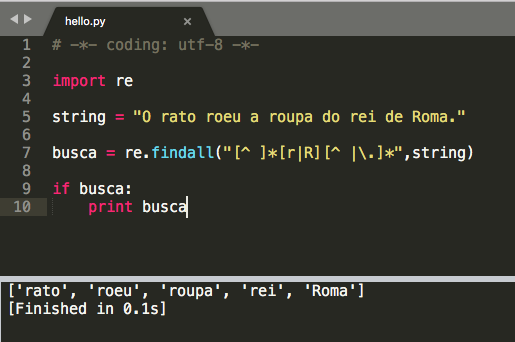 hello.py ×
1 # -*- coding: utf-8 -*-
2
3 import re
4
5 string = "O rato roeu a roupa do rei de Roma."
6
7 busca = re.findall("[^ ]*[r|R][^ |\.]*",string)
8
9 if busca:
10     print busca
['rato', 'roeu', 'roupa', 'rei', 'Roma']
[Finished in 0.1s]